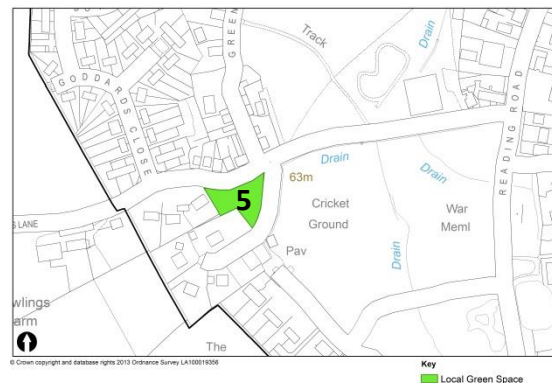 GREEN
Track
Drain
GODDARDS CLOSE
READING ROAD
Drain
Drain
63m
5
Cricket
Ground
War
Meml
S LANE
Pav
Drain
wlings
arm
The
© Crown copyright and database rights 2013 Ordnance Survey LA100019356
Key
Local Green Space